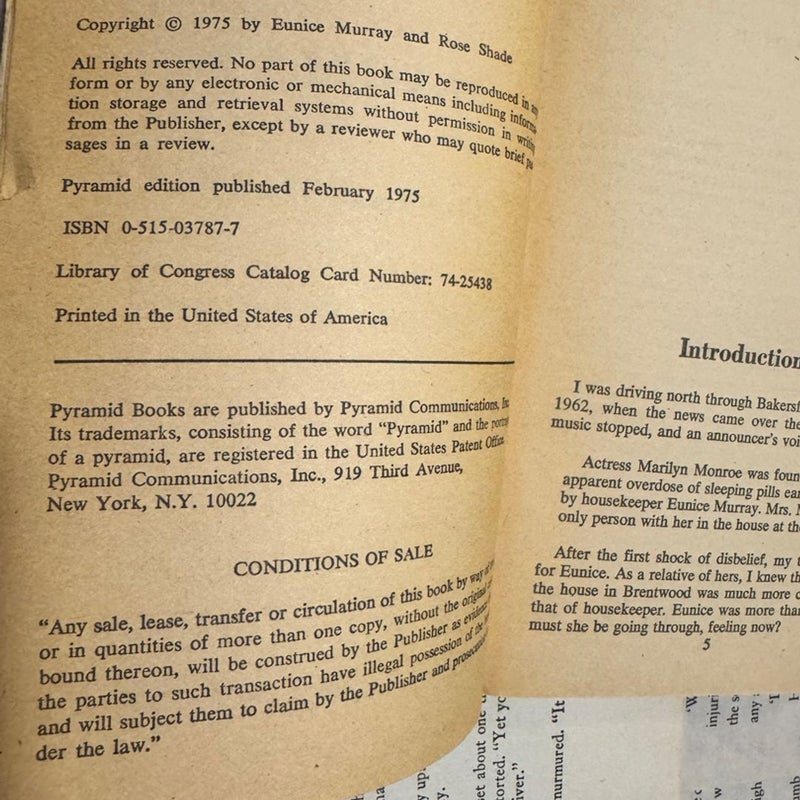 Copyright © 1975 by Eunice Murray and Rose Shade
All rights reserved. No part of this book may be reproduced in
form or by any electronic or mechanical means including
tion storage and retrieval systems without permission in
from the Publisher, except by a reviewer who may quote brief
sages in a review.
Pyramid edition published February 1975
ISBN 0-515-03787-7
Library of Congress Catalog Card Number: 74-25438
Printed in the United States of America
Pyramid Books are published by Pyramid Communications,
Its trademarks, consisting of the word "Pyramid" and the
of a pyramid, are registered in the United States Patent Office.
Pyramid Communications, Inc., 919 Third Avenue,
New York, N.Y. 10022
CONDITIONS OF SALE
"Any sale, lease, transfer or circulation of this book by way
or in quantities of more than one copy, without the original
bound thereon, will be construed by the Publisher as
the parties to such transaction have illegal possession of the
and will subject them to claim by the Publisher and
der the law."
Introduction
I was driving north through
1962, when the news came over the
music stopped, and an announcer's
Actress Marilyn Monroe was
apparent overdose of sleeping pills
by housekeeper Eunice Murray. Mrs.
only person with her in the house at
After the first shock of disbelief, my
for Eunice. As a relative of hers, I knew
the house in Brentwood was much more
that of housekeeper. Eunice was more
must she be going through, feeling now?
5
about one
"Yet
"It
the
any